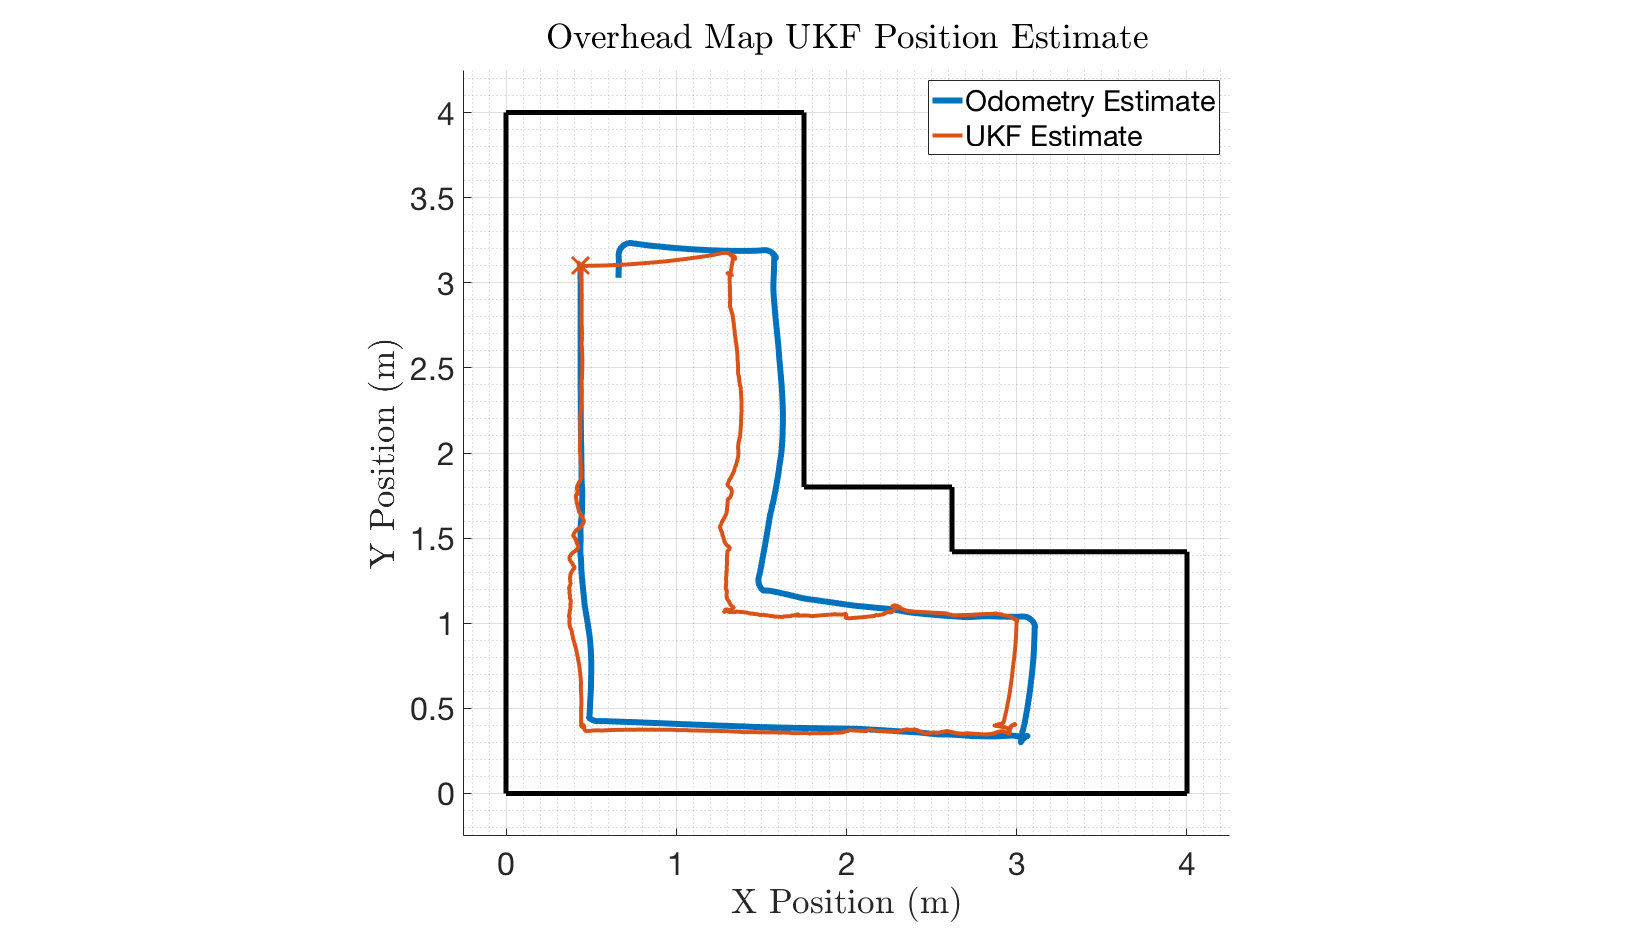 Overhead Map UKF Position Estimate
Odometry Estimate
UKF Estimate
4
3.5
3
2.5
2
1.5
1
0.5
0
Y Position (m)
0 1 2 3 4
X Position (m)